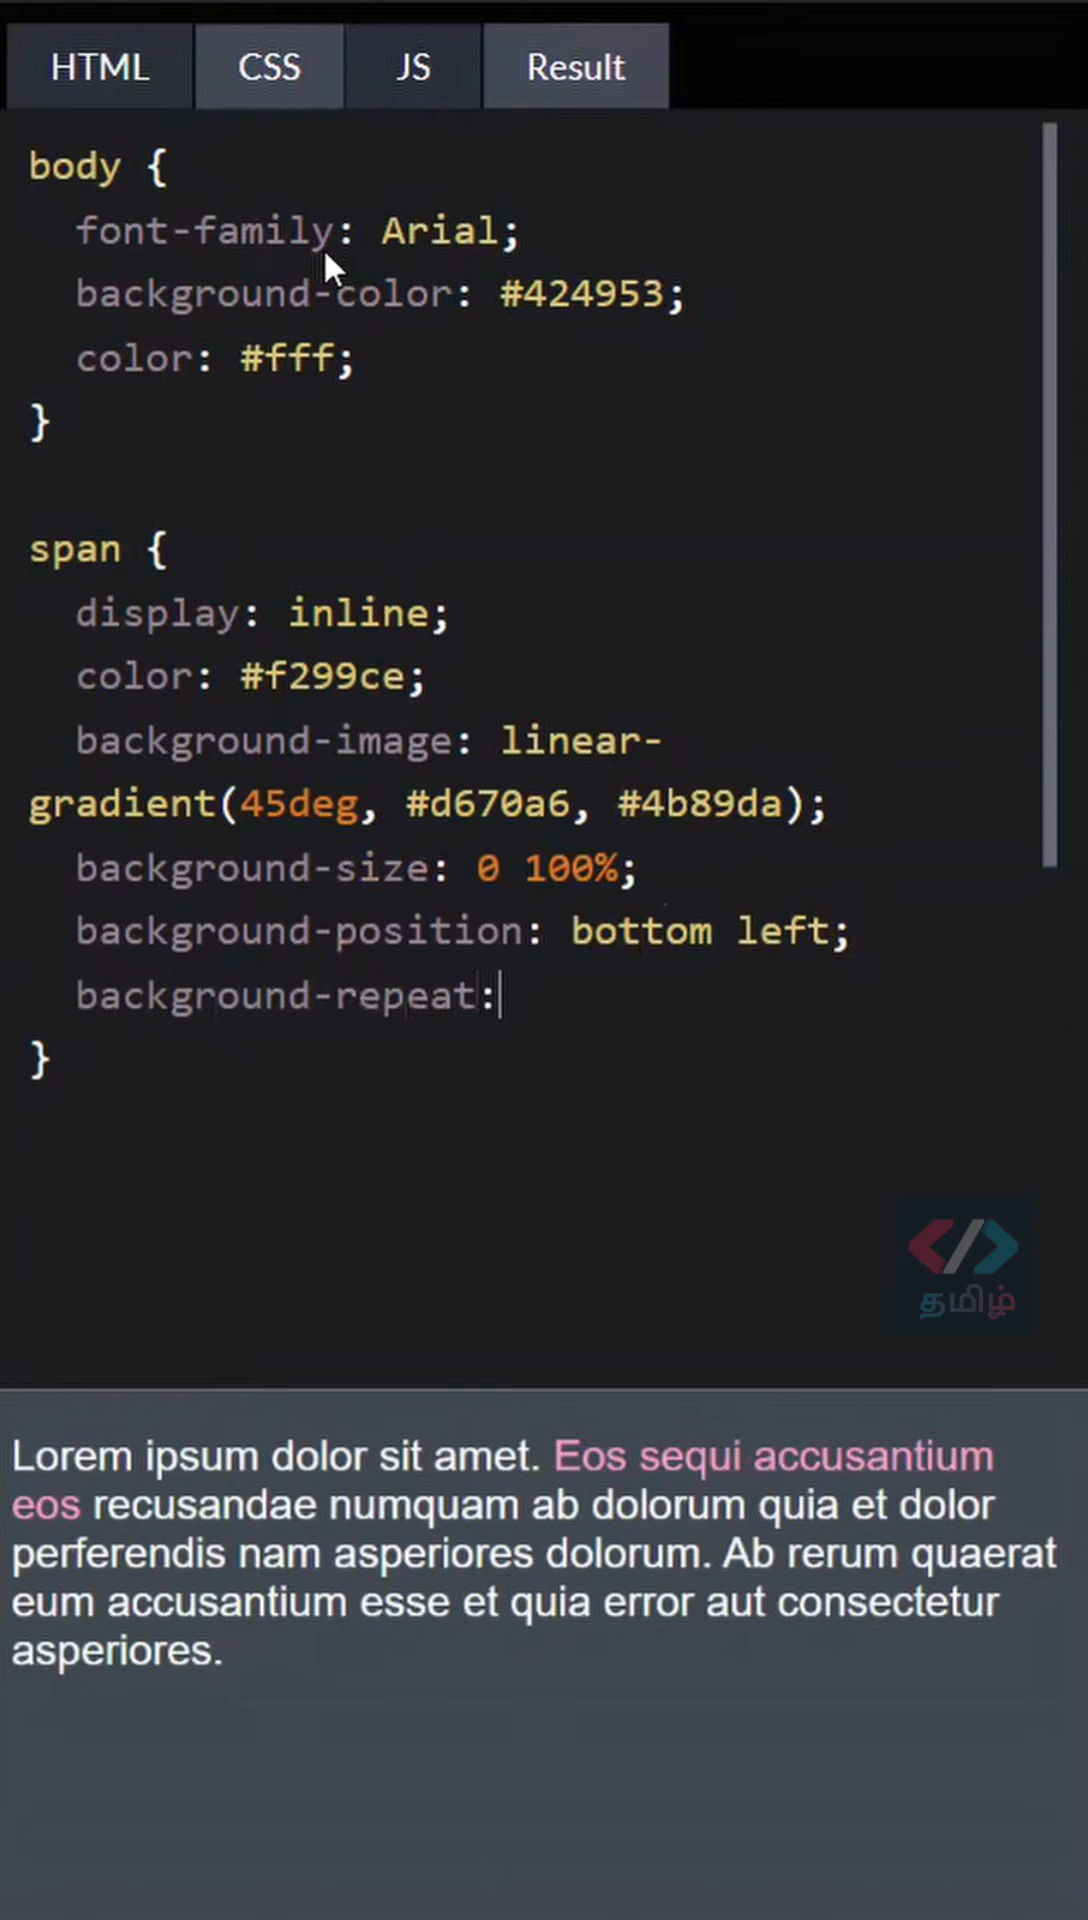 HTML CSS JS Result
body {
font-family: Arial;
background-color: #424953;
color: #fff;
}
span {
display: inline;
color: #f299ce;
background-image: linear-
gradient(45deg, #d670a6, #4b89da);
background-size: 0 100%;
background-position: bottom left;
background-repeat:
}
</>
தமிழ்
Lorem ipsum dolor sit amet. Eos sequi accusantium
eos recusandae numquam ab dolorum quia et dolor
perferendis nam asperiores dolorum. Ab rerum quaerat
eum accusantium esse et quia error aut consectetur
asperiores.